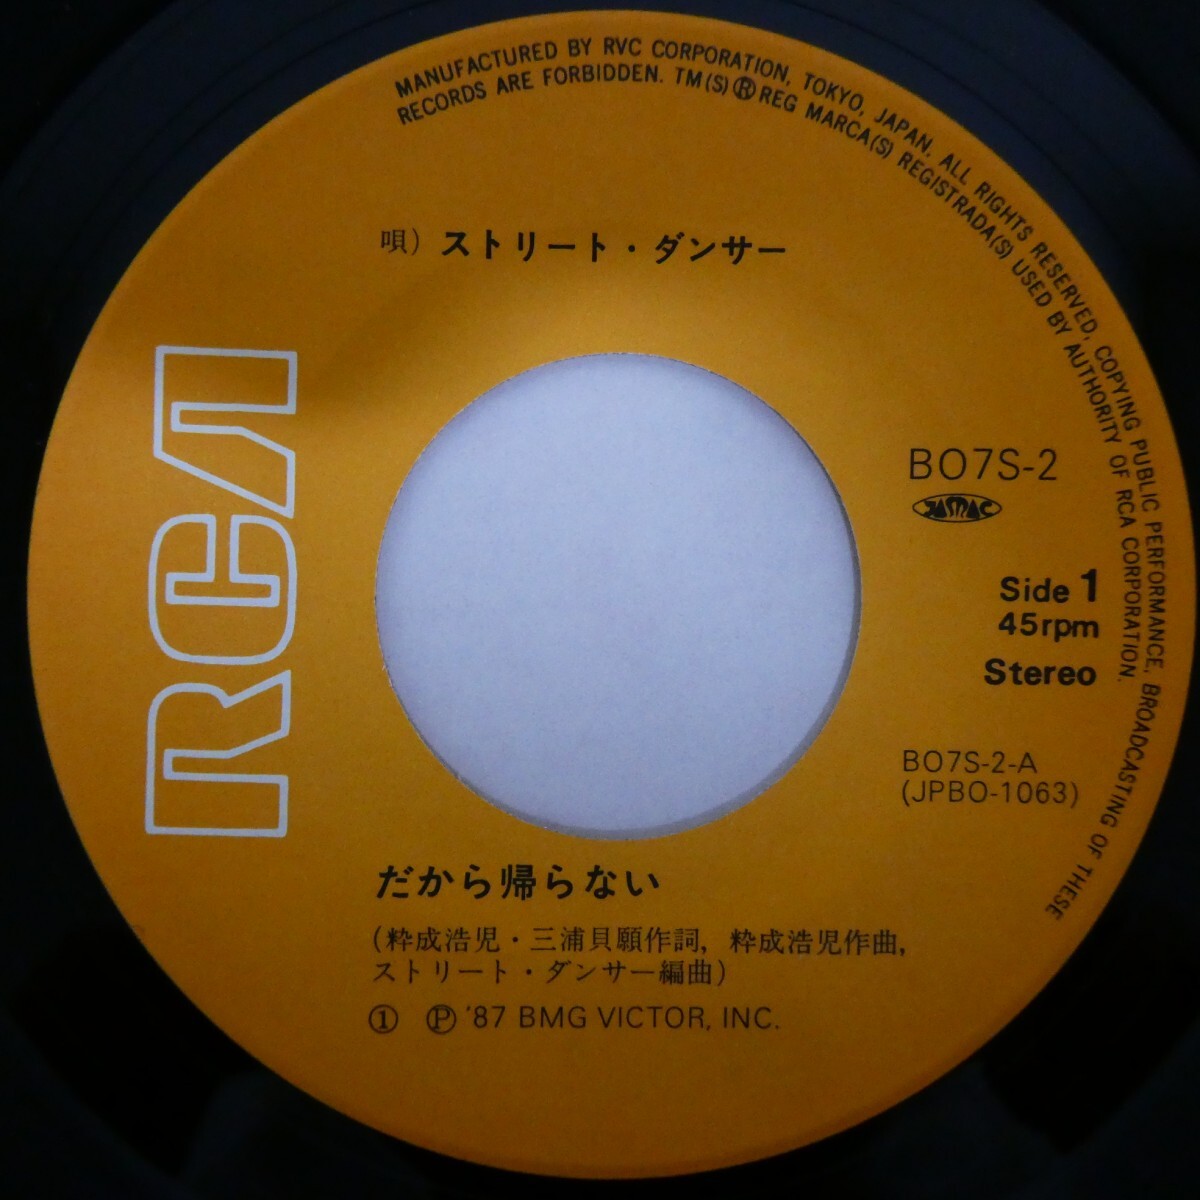 MANUFACTURED BY RVC CORPORATION, TOKYO, JAPAN, ALL RIGHTS RESERVED, COPYING PUBLIC PERFORMANCE, BROADCASTING OF THESE
RECORDS ARE FORBIDDEN. TM(S) ® REG MARCA(S) REGISTRADA(S) USED BY AUTHORITY OF RCA CORPORATION.
唄) ストリート・ダンサー
RCA
BO7S-2
JASRAC
Side 1
45rpm
Stereo
BO7S-2-A
(JPBO-1063)
だから帰らない
(粋成浩児・三浦貝願作詞, 粋成浩児作曲,
ストリート・ダンサー編曲)
① Ⓟ '87 BMG VICTOR, INC.